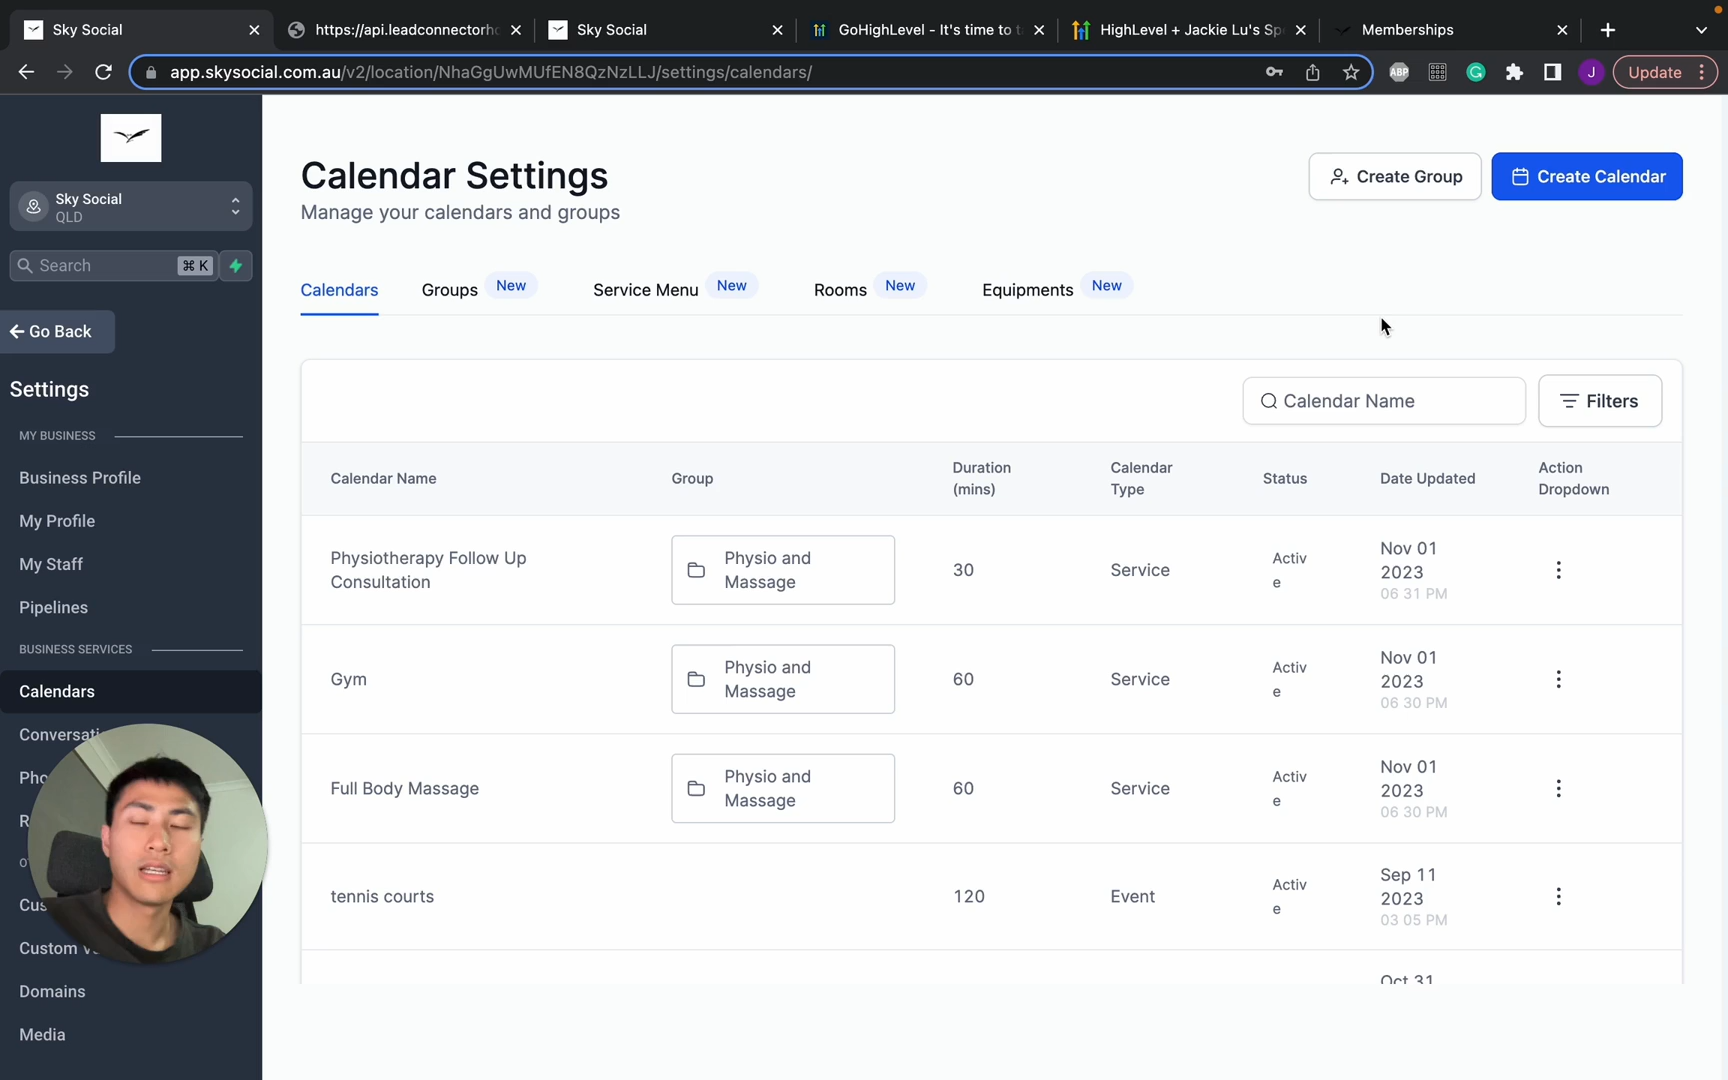 Sky Social
https://api.leadconnectorho
Sky Social
GoHighLevel - It's time to t
HighLevel + Jackie Lu's Sp
Memberships
app.skysocial.com.au/v2/location/NhaGgUwMUfEN8QzNzLLJ/settings/calendars/
ABP
J
Update
Sky Social
QLD
Search
⌘ K
Go Back
Settings
MY BUSINESS
Business Profile
My Profile
My Staff
Pipelines
BUSINESS SERVICES
Calendars
Conversati
Pho
R
O
Cus
Custom V
Domains
Media
Calendar Settings
Manage your calendars and groups
Create Group
Create Calendar
Calendars
Groups New
Service Menu New
Rooms New
Equipments New
Calendar Name
Filters
Calendar Name
Group
Duration
(mins)
Calendar
Type
Status
Date Updated
Action
Dropdown
Physiotherapy Follow Up
Consultation
Physio and
Massage
30
Service
Activ
e
Nov 01
2023
06 31 PM
Gym
Physio and
Massage
60
Service
Activ
e
Nov 01
2023
06 30 PM
Full Body Massage
Physio and
Massage
60
Service
Activ
e
Nov 01
2023
06 30 PM
tennis courts
120
Event
Activ
e
Sep 11
2023
03 05 PM
Oct 31